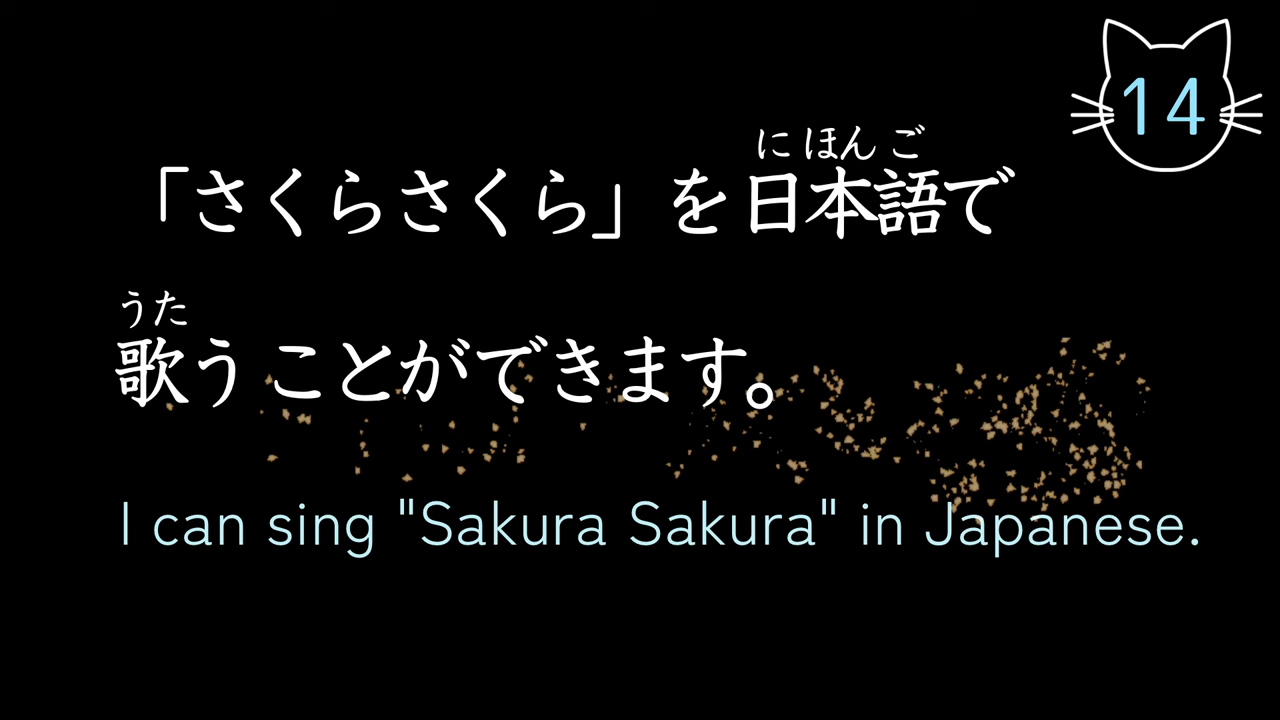 14
にほんご
「さくらさくら」を日本語で
うた
歌うことができます。
I can sing "Sakura Sakura" in Japanese.